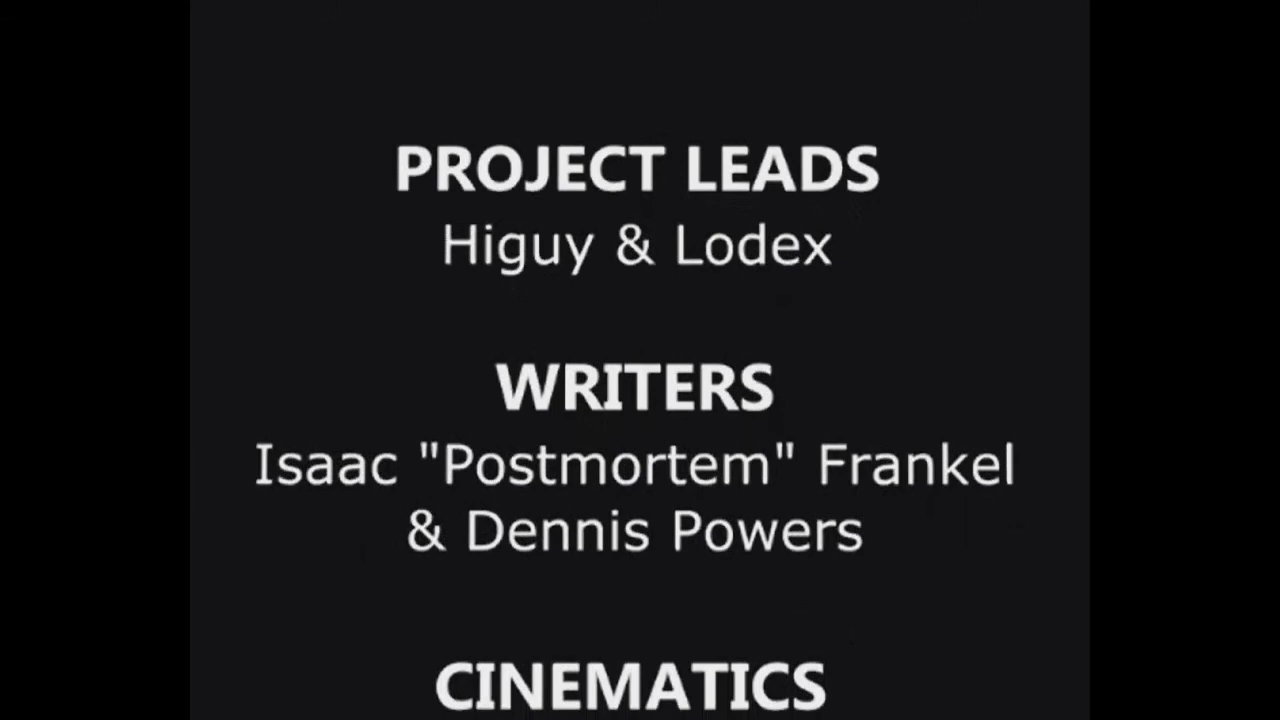 PROJECT LEADS
Higuy & Lodex
WRITERS
Isaac "Postmortem" Frankel
& Dennis Powers
CINEMATICS